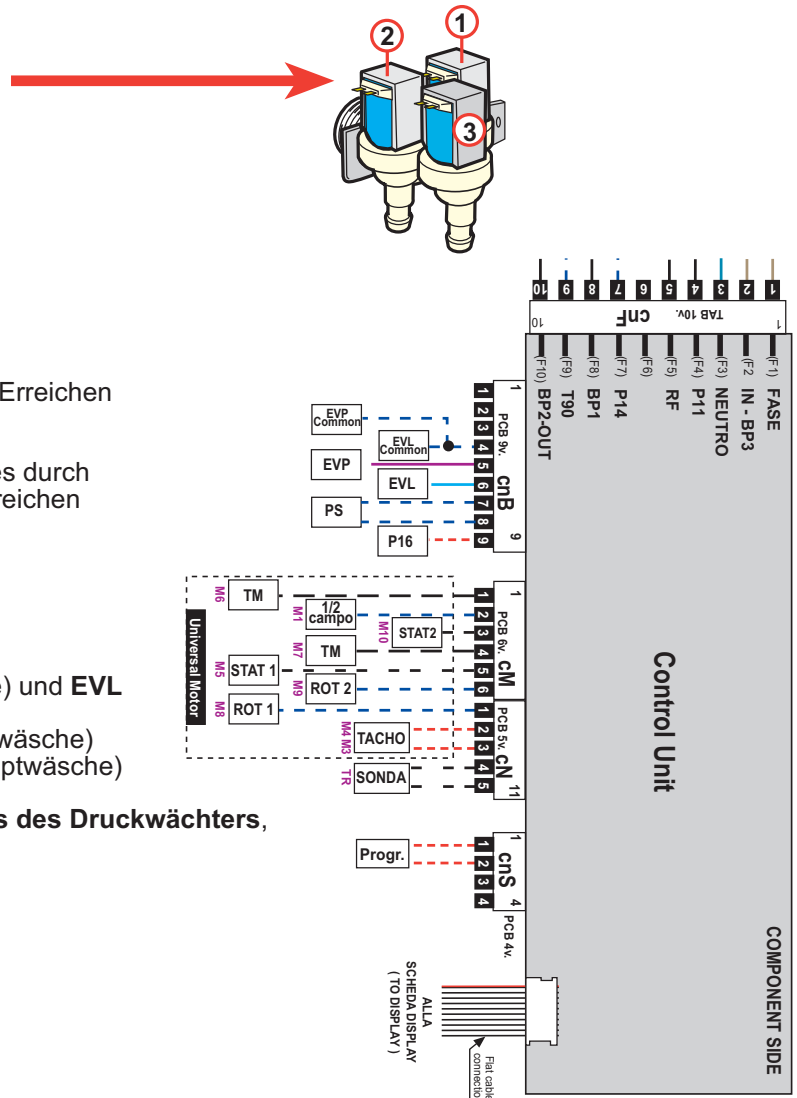 2
1
3
Erreichen
es durch
reichen
e) und EVL
wäsche)
ptwäsche)
s des Druckwächters,
10 9 8 7 6 5 4 3 2 1
10 cnF TAB 10v. 1
(F10) BP2-OUT
(F9) T90
(F8) BP1
(F7) P14
(F6)
(F5) RF
(F4) P11
(F3) NEUTRO
(F2 IN - BP3
(F1) FASE
EVP
Common
EVL
Common
EVP
EVL
PS
P16
1 2 3 4 5 6 7 8 9
1 PCB 9v. 9
cnB
Universal Motor
M6 TM
M1 1/2
campo
M10 STAT2
M7 TM
M5 STAT 1
M9 ROT 2
M8 ROT 1
M4 M3 TACHO
TR SONDA
1 2 3 4 5 6
1 PCB 6v.
cM
1 2 3 4 5
PCB 5v. 11
cN
Progr.
1 2 3 4
1 cnS 4
PCB 4v.
Control Unit
COMPONENT SIDE
ALLA
SCHEDA DISPLAY
( TO DISPLAY )
Flat cable